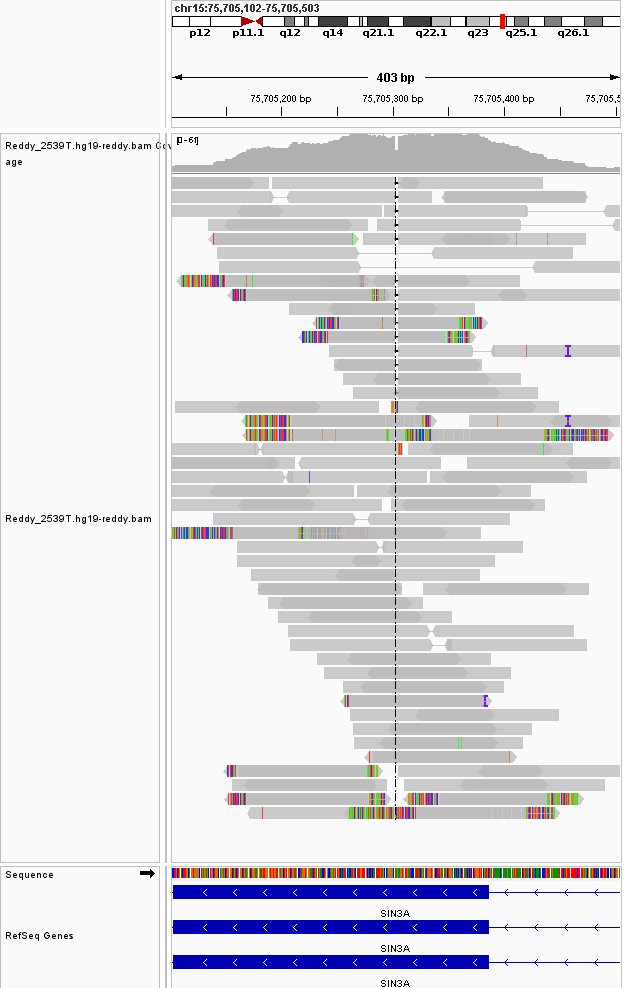 chr15:75,705,102-75,705,503
p12 p11.1 q12 q14 q21.1 q22.1 q23 q25.1 q26.1
403 bp
75,705,200 bp 75,705,300 bp 75,705,400 bp 75,705,5
Reddy_2539T.hg19-reddy.bam Cov
age
[0-61]
Reddy_2539T.hg19-reddy.bam
Sequence
SIN3A
RefSeq Genes
SIN3A
SIN3A